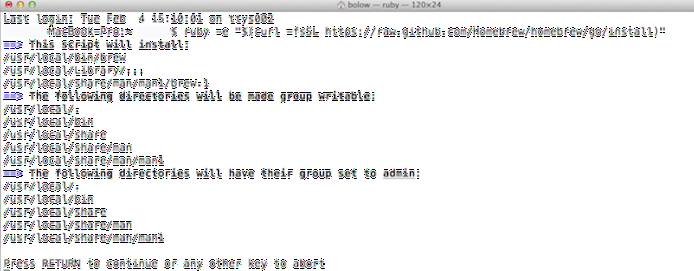 bolow — ruby — 120×24
Last login: Tue Feb 4 on ttys002
MacBook-Pro:~ % ruby -e "$(curl -fsSL https://raw.github.com/Homebrew/homebrew/go/install)"
==> This script will install:
/usr/local/bin/brew
/usr/local/Library/...
/usr/local/share/man/man1/brew.1
==> The following directories will be made group writable:
/usr/local/.
/usr/local/bin
/usr/local/share
/usr/local/share/man
/usr/local/share/man/man1
==> The following directories will have their group set to admin:
/usr/local/.
/usr/local/bin
/usr/local/share
/usr/local/share/man
/usr/local/share/man/man1
Press RETURN to continue or any other key to abort